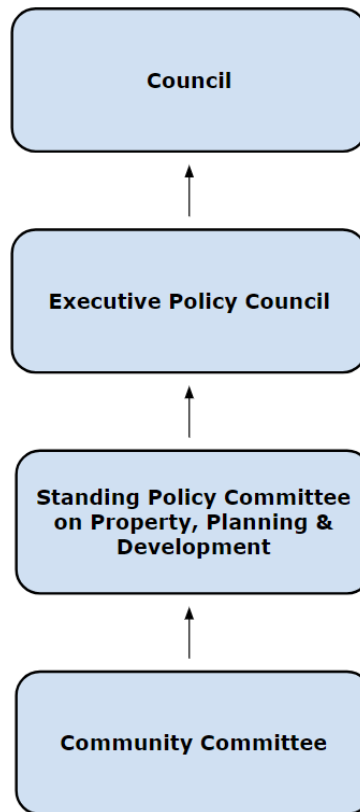 Council
Executive Policy Council
Standing Policy Committee
on Property, Planning &
Development
Community Committee